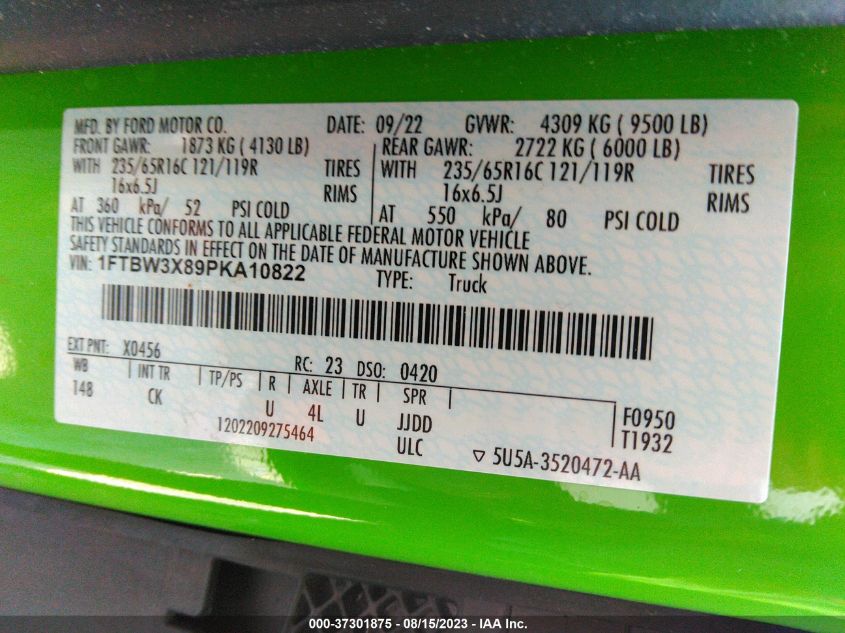 MFD. BY FORD MOTOR CO. DATE: 09/22 GVWR: 4309 KG ( 9500 LB)
FRONT GAWR: 1873 KG ( 4130 LB) REAR GAWR: 2722 KG ( 6000 LB)
WITH 235/65R16C 121/119R TIRES WITH 235/65R16C 121/119R TIRES
16x6.5J RIMS 16x6.5J RIMS
AT 360 kPa/ 52 PSI COLD AT 550 kPa/ 80 PSI COLD
THIS VEHICLE CONFORMS TO ALL APPLICABLE FEDERAL MOTOR VEHICLE
SAFETY STANDARDS IN EFFECT ON THE DATE OF MANUFACTURE SHOWN ABOVE.
VIN: 1FTBW3X89PKA10822 TYPE: Truck
EXT PNT: X0456 RC: 23 DSO: 0420
WB INT TR TP/PS R AXLE TR SPR
148 CK U 4L U JJDD F0950
1202209275464 ULC T1932
▽ 5U5A-3520472-AA
000-37301875 - 08/15/2023 - IAA Inc.